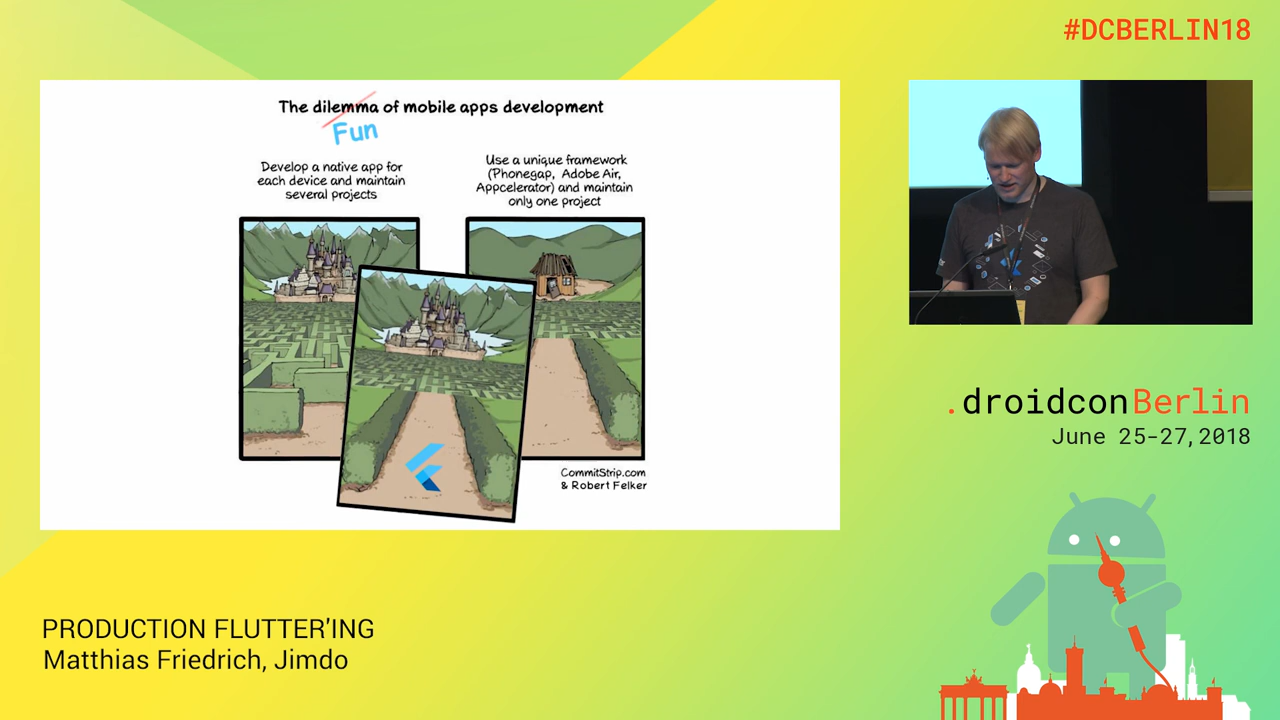 #DCBERLIN18
The dilemma of mobile apps development
Fun
Develop a native app for
each device and maintain
several projects
Use a unique framework
(Phonegap, Adobe Air,
Appcelerator) and maintain
only one project
CommitStrip.com
& Robert Felker
.droidconBerlin
June 25-27, 2018
PRODUCTION FLUTTER'ING
Matthias Friedrich, Jimdo